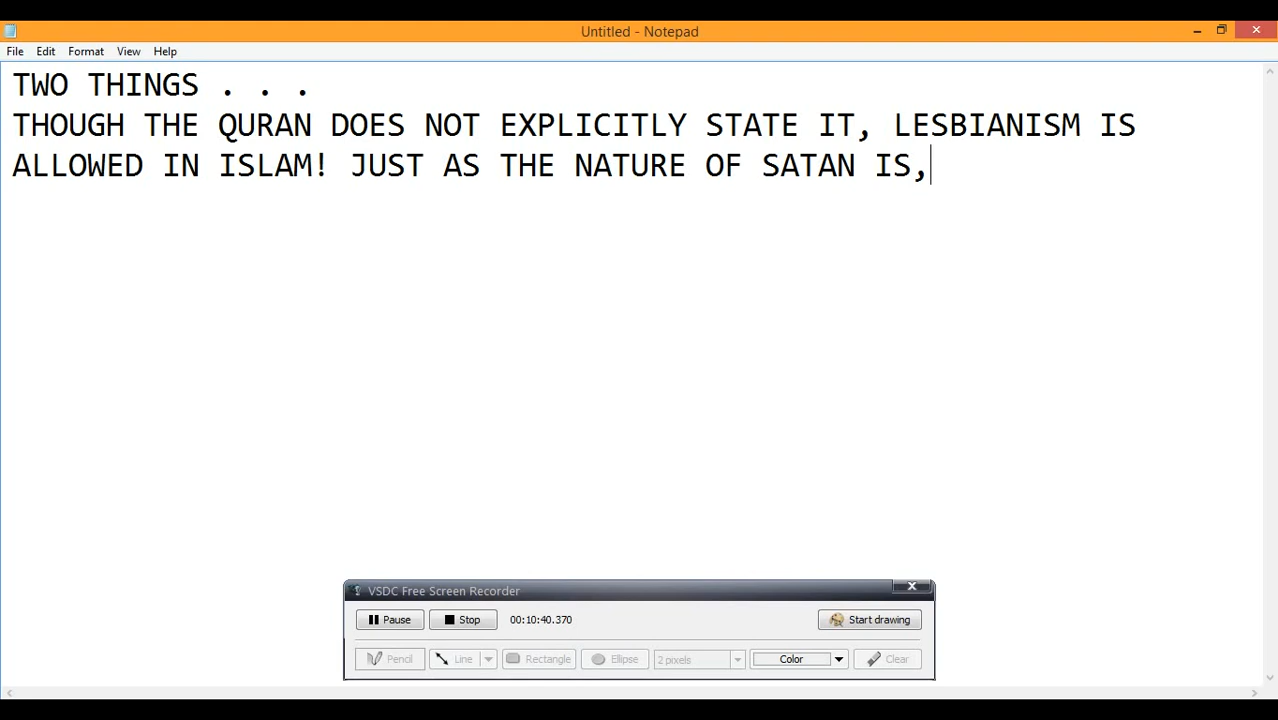 Untitled - Notepad
File Edit Format View Help
TWO THINGS . . .
THOUGH THE QURAN DOES NOT EXPLICITLY STATE IT, LESBIANISM IS
ALLOWED IN ISLAM! JUST AS THE NATURE OF SATAN IS,
VSDC Free Screen Recorder
Pause Stop 00:10:40.370 Start drawing
Pencil Line Rectangle Ellipse 2 pixels Color Clear